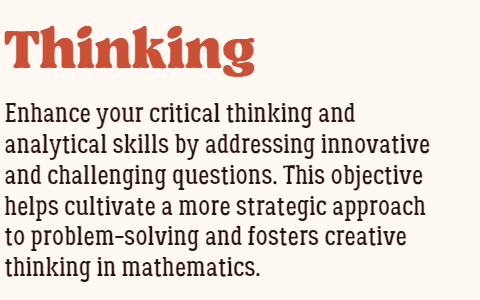 Thinking
Enhance your critical thinking and
analytical skills by addressing innovative
and challenging questions. This objective
helps cultivate a more strategic approach
to problem-solving and fosters creative
thinking in mathematics.